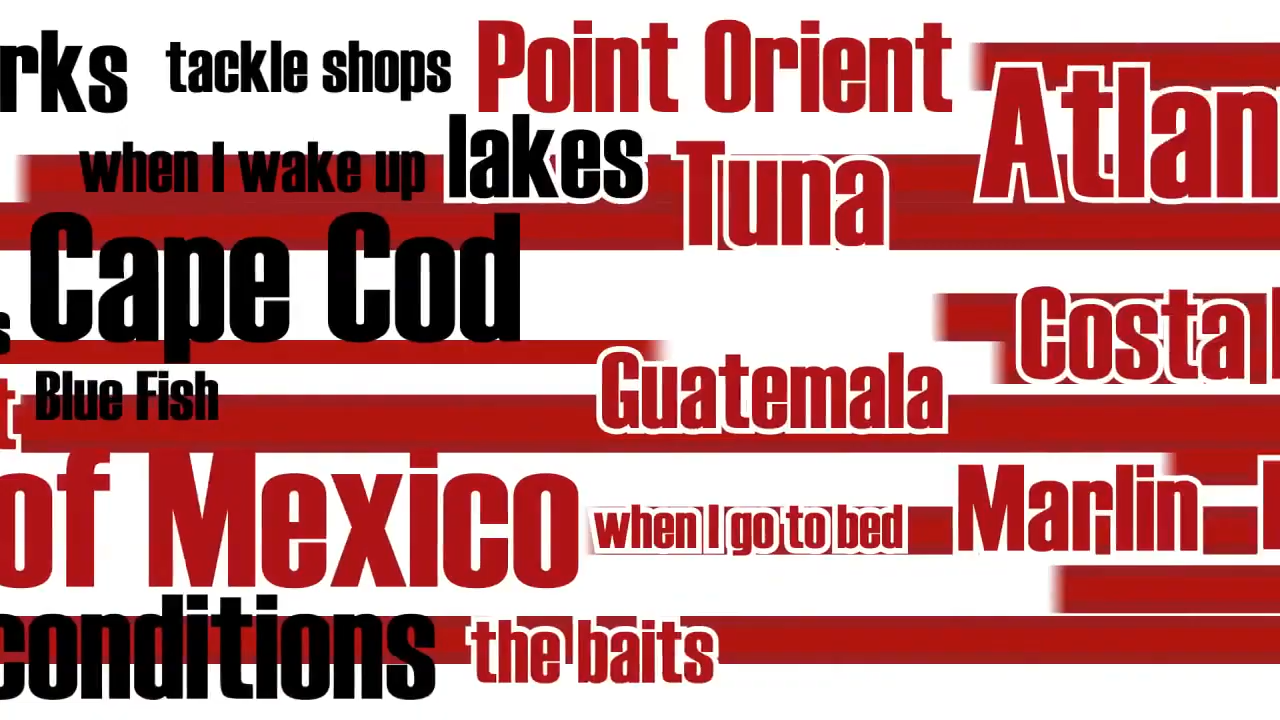 rks tackle shops Point Orient
Atlan
when I wake up lakes Tuna
s Cape Cod
Costa
Guatemala
t Blue Fish
of Mexico when I go to bed Marlin
conditions the baits